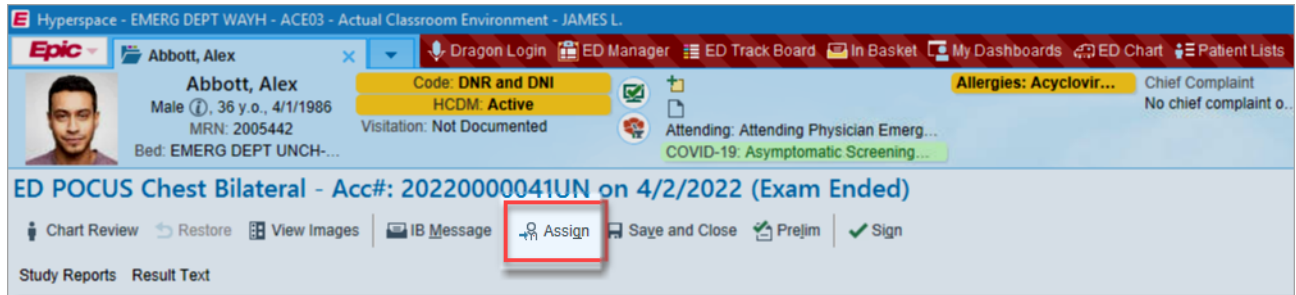 Hyperspace - EMERG DEPT WAYH - ACE03 - Actual Classroom Environment - JAMES L.
Epic Abbott, Alex Dragon Login ED Manager ED Track Board In Basket My Dashboards ED Chart Patient Lists
Abbott, Alex
Male, 36 y.o., 4/1/1986
MRN: 2005442
Bed: EMERG DEPT UNCH-...
Code: DNR and DNI
HCDM: Active
Visitation: Not Documented
Attending: Attending Physician Emerg...
COVID-19: Asymptomatic Screening...
Allergies: Acyclovir...
Chief Complaint
No chief complaint o...
ED POCUS Chest Bilateral - Acc#: 20220000041UN on 4/2/2022 (Exam Ended)
Chart Review Restore View Images IB Message Assign Save and Close Prelim Sign
Study Reports Result Text